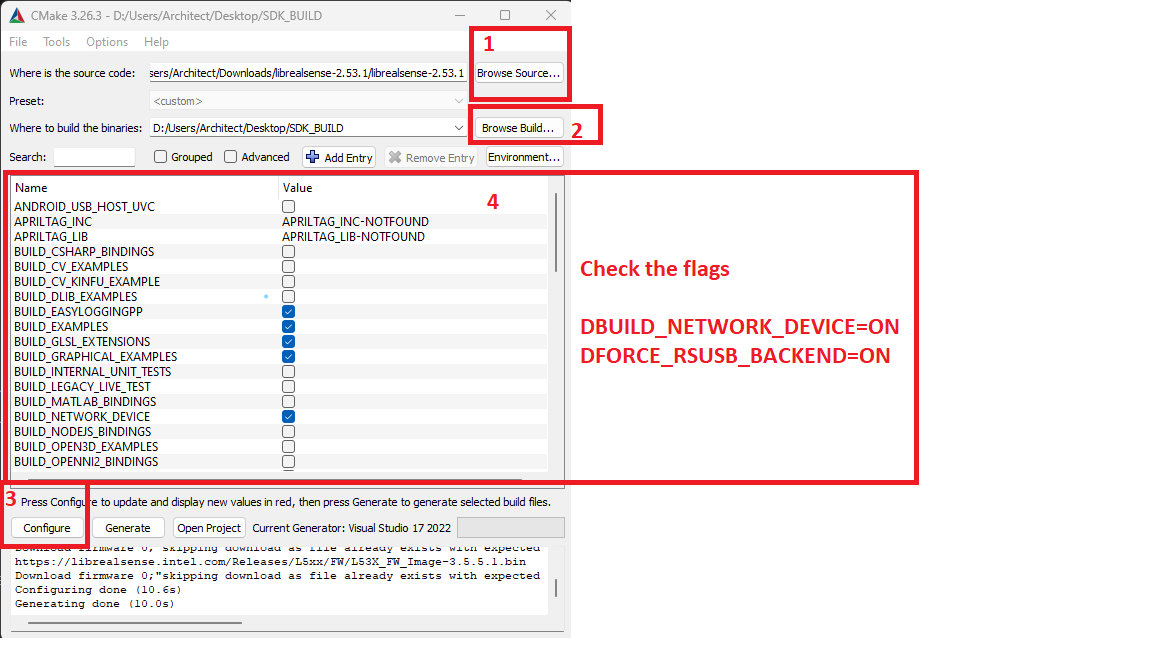 CMake 3.26.3 - D:/Users/Architect/Desktop/SDK_BUILD
File Tools Options Help
1
Where is the source code: sers/Architect/Downloads/librealsense-2.53.1/librealsense-2.53.1 Browse Source...
Preset: <custom>
Where to build the binaries: D:/Users/Architect/Desktop/SDK_BUILD Browse Build... 2
Search: Grouped Advanced Add Entry Remove Entry Environment...
Name Value
4
ANDROID_USB_HOST_UVC
APRILTAG_INC APRILTAG_INC-NOTFOUND
APRILTAG_LIB APRILTAG_LIB-NOTFOUND
BUILD_CSHARP_BINDINGS
BUILD_CV_EXAMPLES
BUILD_CV_KINFU_EXAMPLE
BUILD_DLIB_EXAMPLES
BUILD_EASYLOGGINGPP
BUILD_EXAMPLES
BUILD_GLSL_EXTENSIONS
BUILD_GRAPHICAL_EXAMPLES
BUILD_INTERNAL_UNIT_TESTS
BUILD_LEGACY_LIVE_TEST
BUILD_MATLAB_BINDINGS
BUILD_NETWORK_DEVICE
BUILD_NODEJS_BINDINGS
BUILD_OPEN3D_EXAMPLES
BUILD_OPENNI2_BINDINGS
Check the flags
DBUILD_NETWORK_DEVICE=ON
DFORCE_RSUSB_BACKEND=ON
3
Press Configure to update and display new values in red, then press Generate to generate selected build files.
Configure Generate Open Project Current Generator: Visual Studio 17 2022
Download firmware 0;"skipping download as file already exists with expected
https://librealsense.intel.com/Releases/L5xx/FW/L53X_FW_Image-3.5.5.1.bin
Download firmware 0;"skipping download as file already exists with expected
Configuring done (10.6s)
Generating done (10.0s)